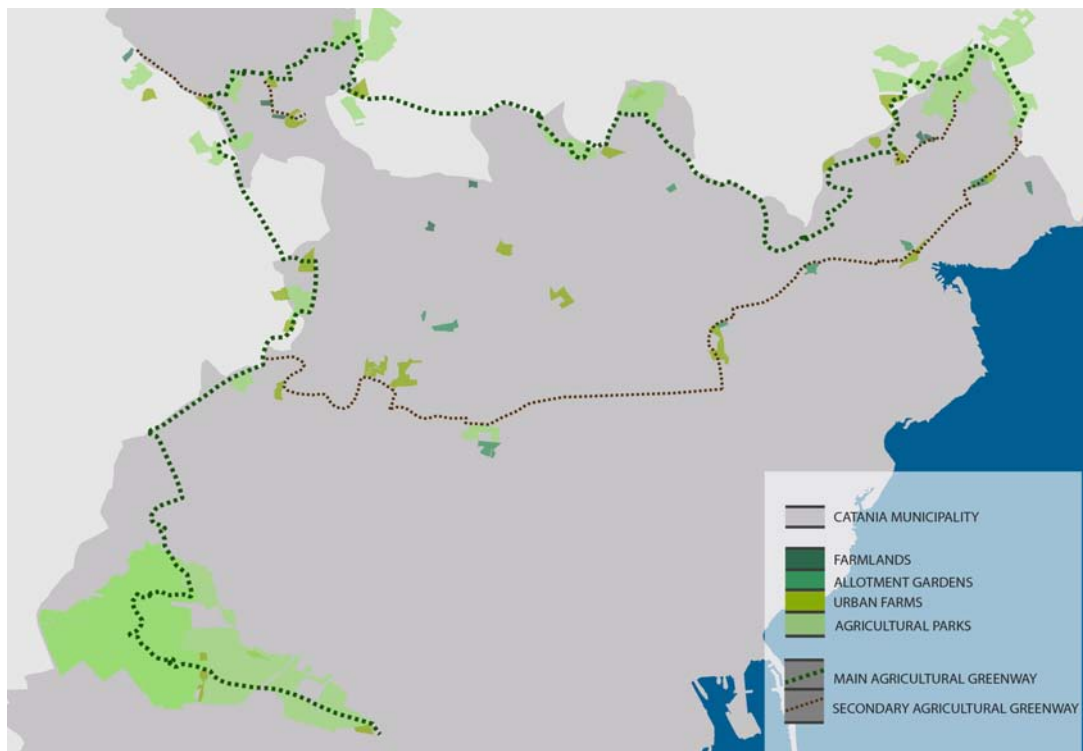 CATANIA MUNICIPALITY
FARMLANDS
ALLOTMENT GARDENS
URBAN FARMS
AGRICULTURAL PARKS
MAIN AGRICULTURAL GREENWAY
SECONDARY AGRICULTURAL GREENWAY